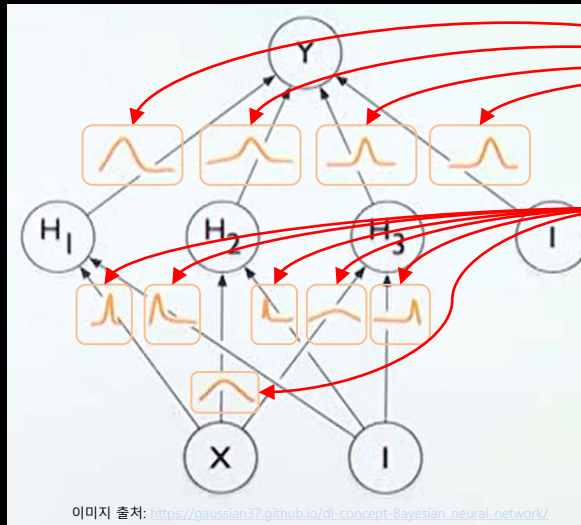 Y
H1
H2
H3
I
X
I
이미지 출처: https://gaussian37.github.io/dl-concept-Bayesian_neural_network/